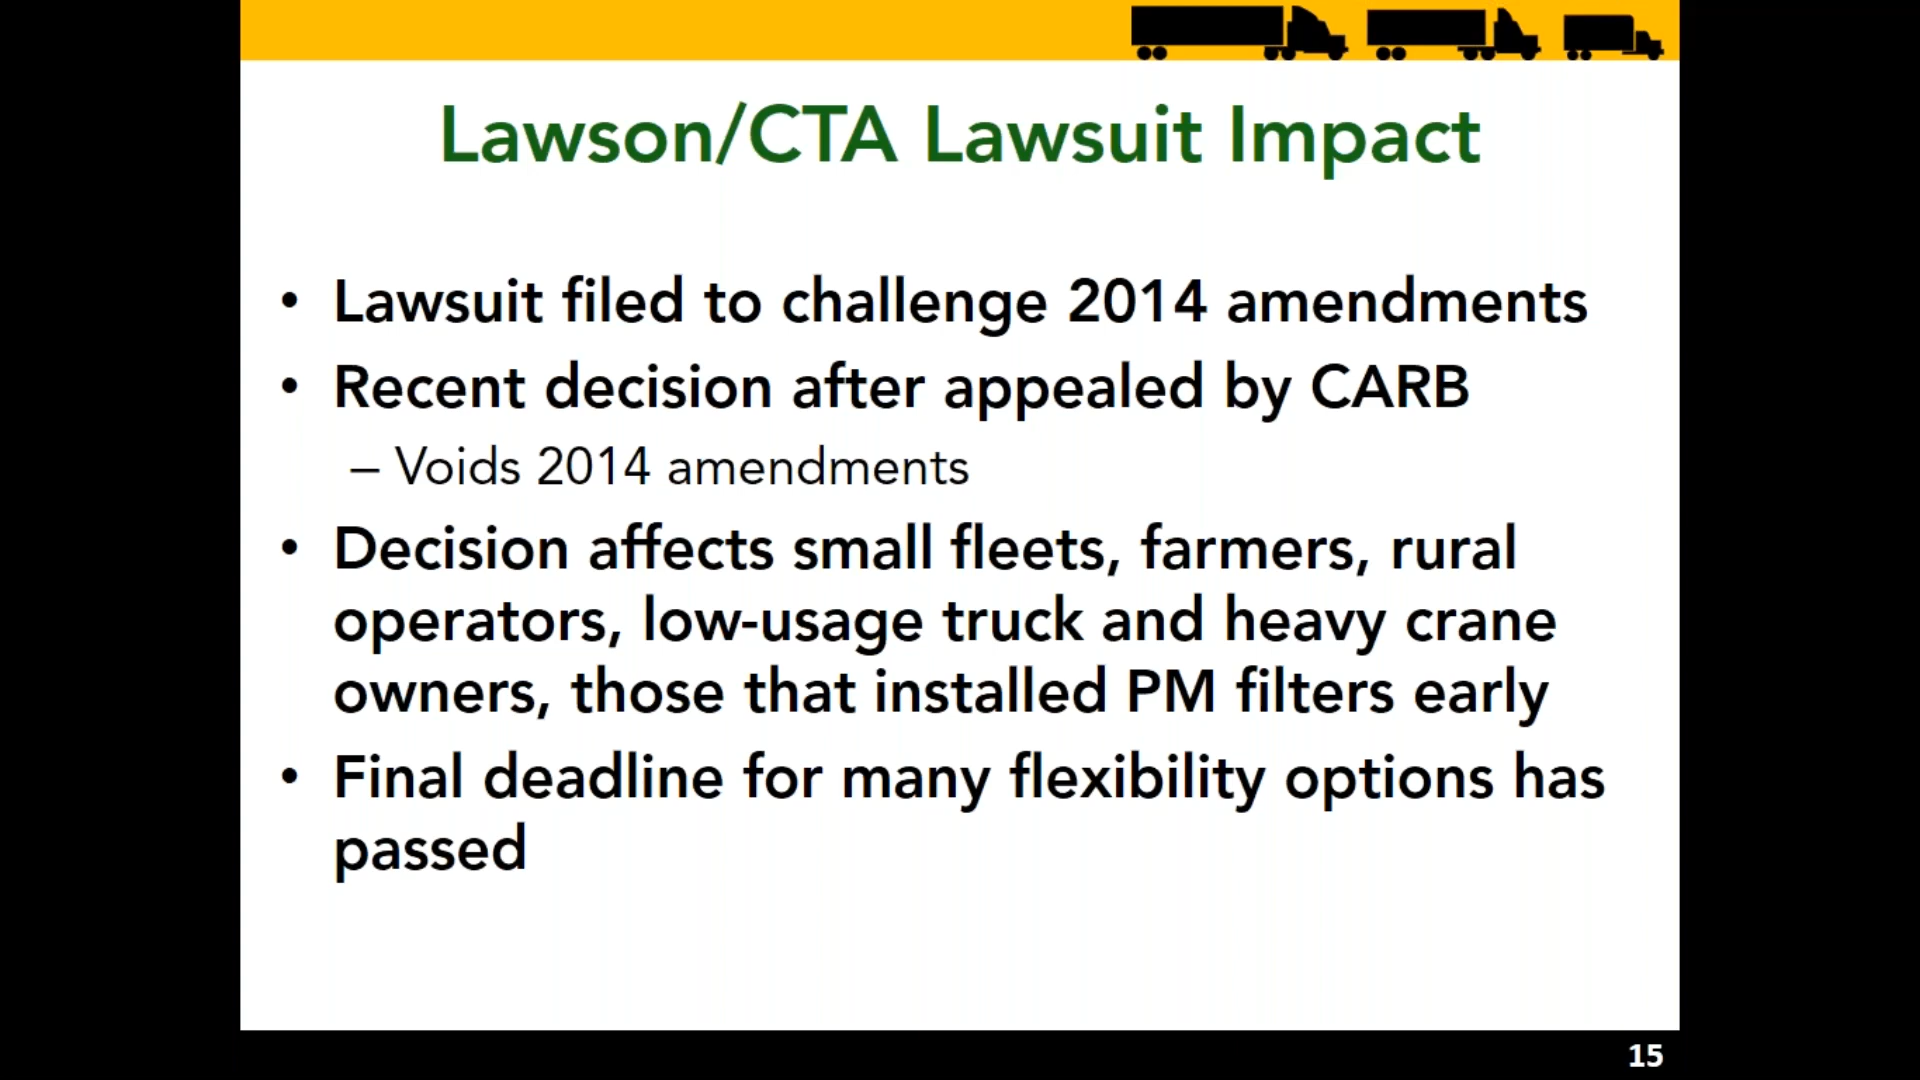 Lawson/CTA Lawsuit Impact
• Lawsuit filed to challenge 2014 amendments
• Recent decision after appealed by CARB
– Voids 2014 amendments
• Decision affects small fleets, farmers, rural
operators, low-usage truck and heavy crane
owners, those that installed PM filters early
• Final deadline for many flexibility options has
passed
15